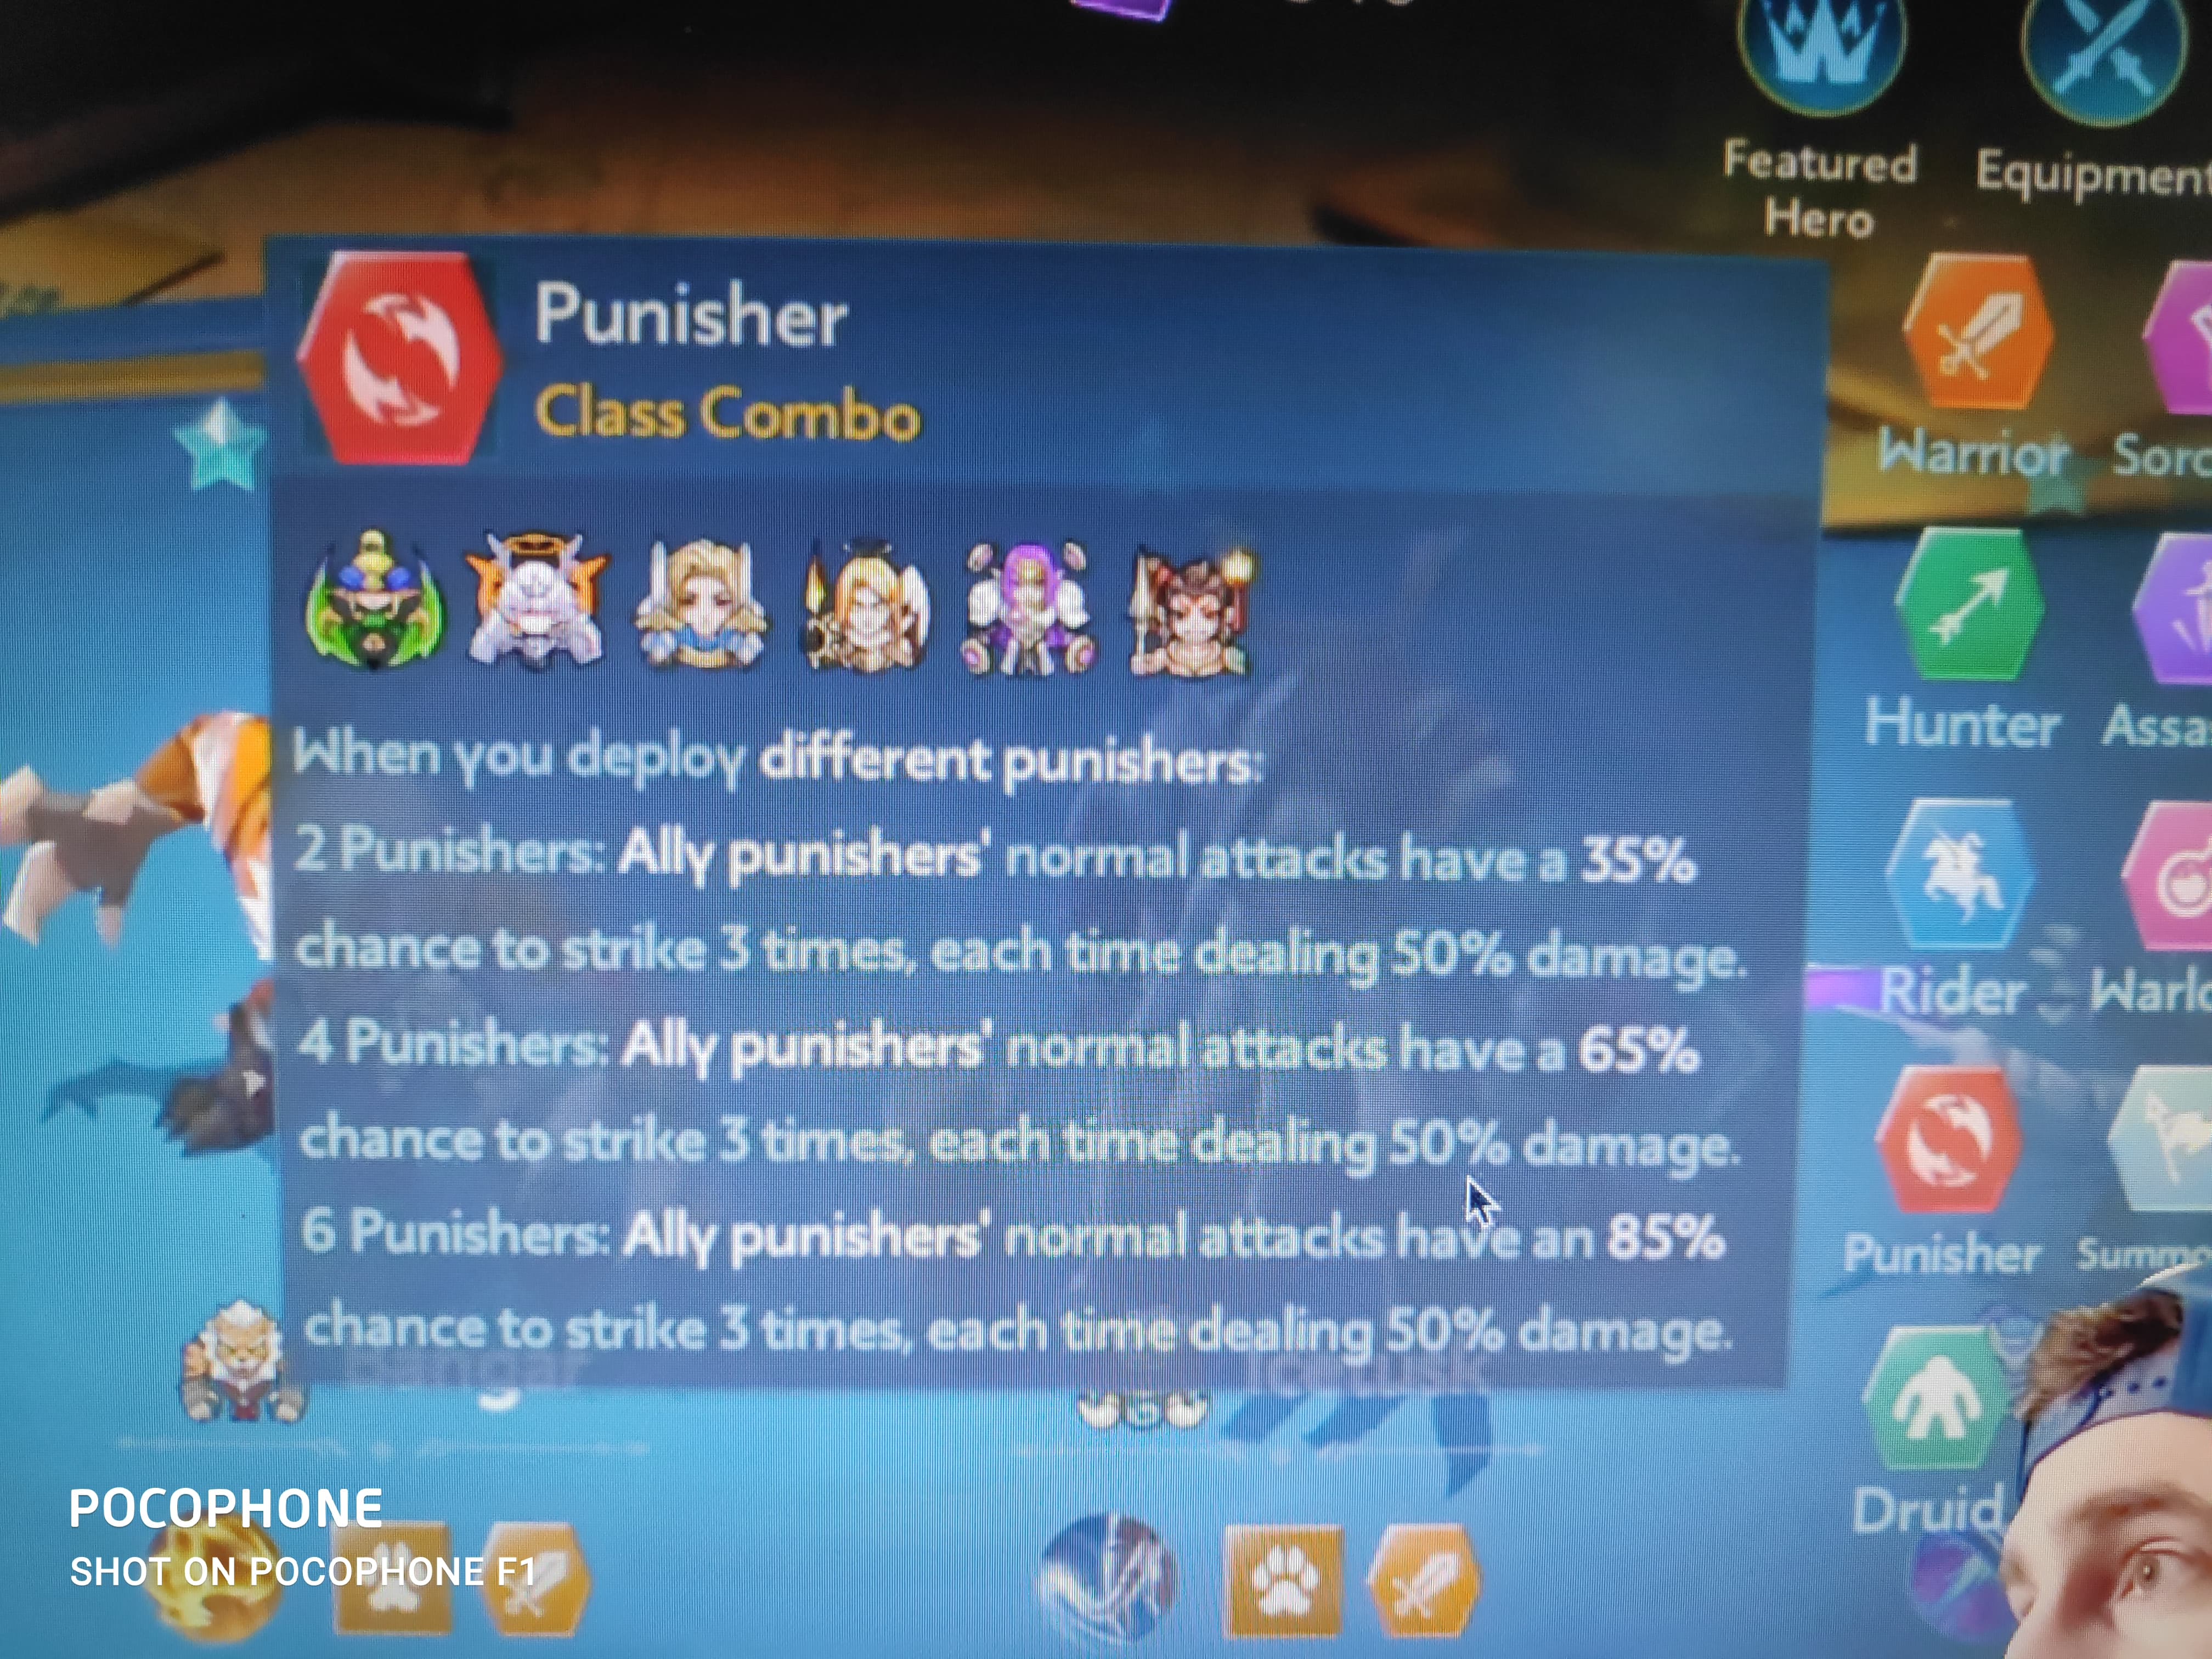 Featured
Hero
Equipment
Punisher
Class Combo
Warrior
Hunter
Rider
Punisher
Druid
When you deploy different punishers:
2 Punishers: Ally punishers' normal attacks have a 35%
chance to strike 3 times, each time dealing 50% damage.
4 Punishers: Ally punishers' normal attacks have a 65%
chance to strike 3 times, each time dealing 50% damage.
6 Punishers: Ally punishers' normal attacks have an 85%
chance to strike 3 times, each time dealing 50% damage.
Icetusk
POCOPHONE
SHOT ON POCOPHONE F1